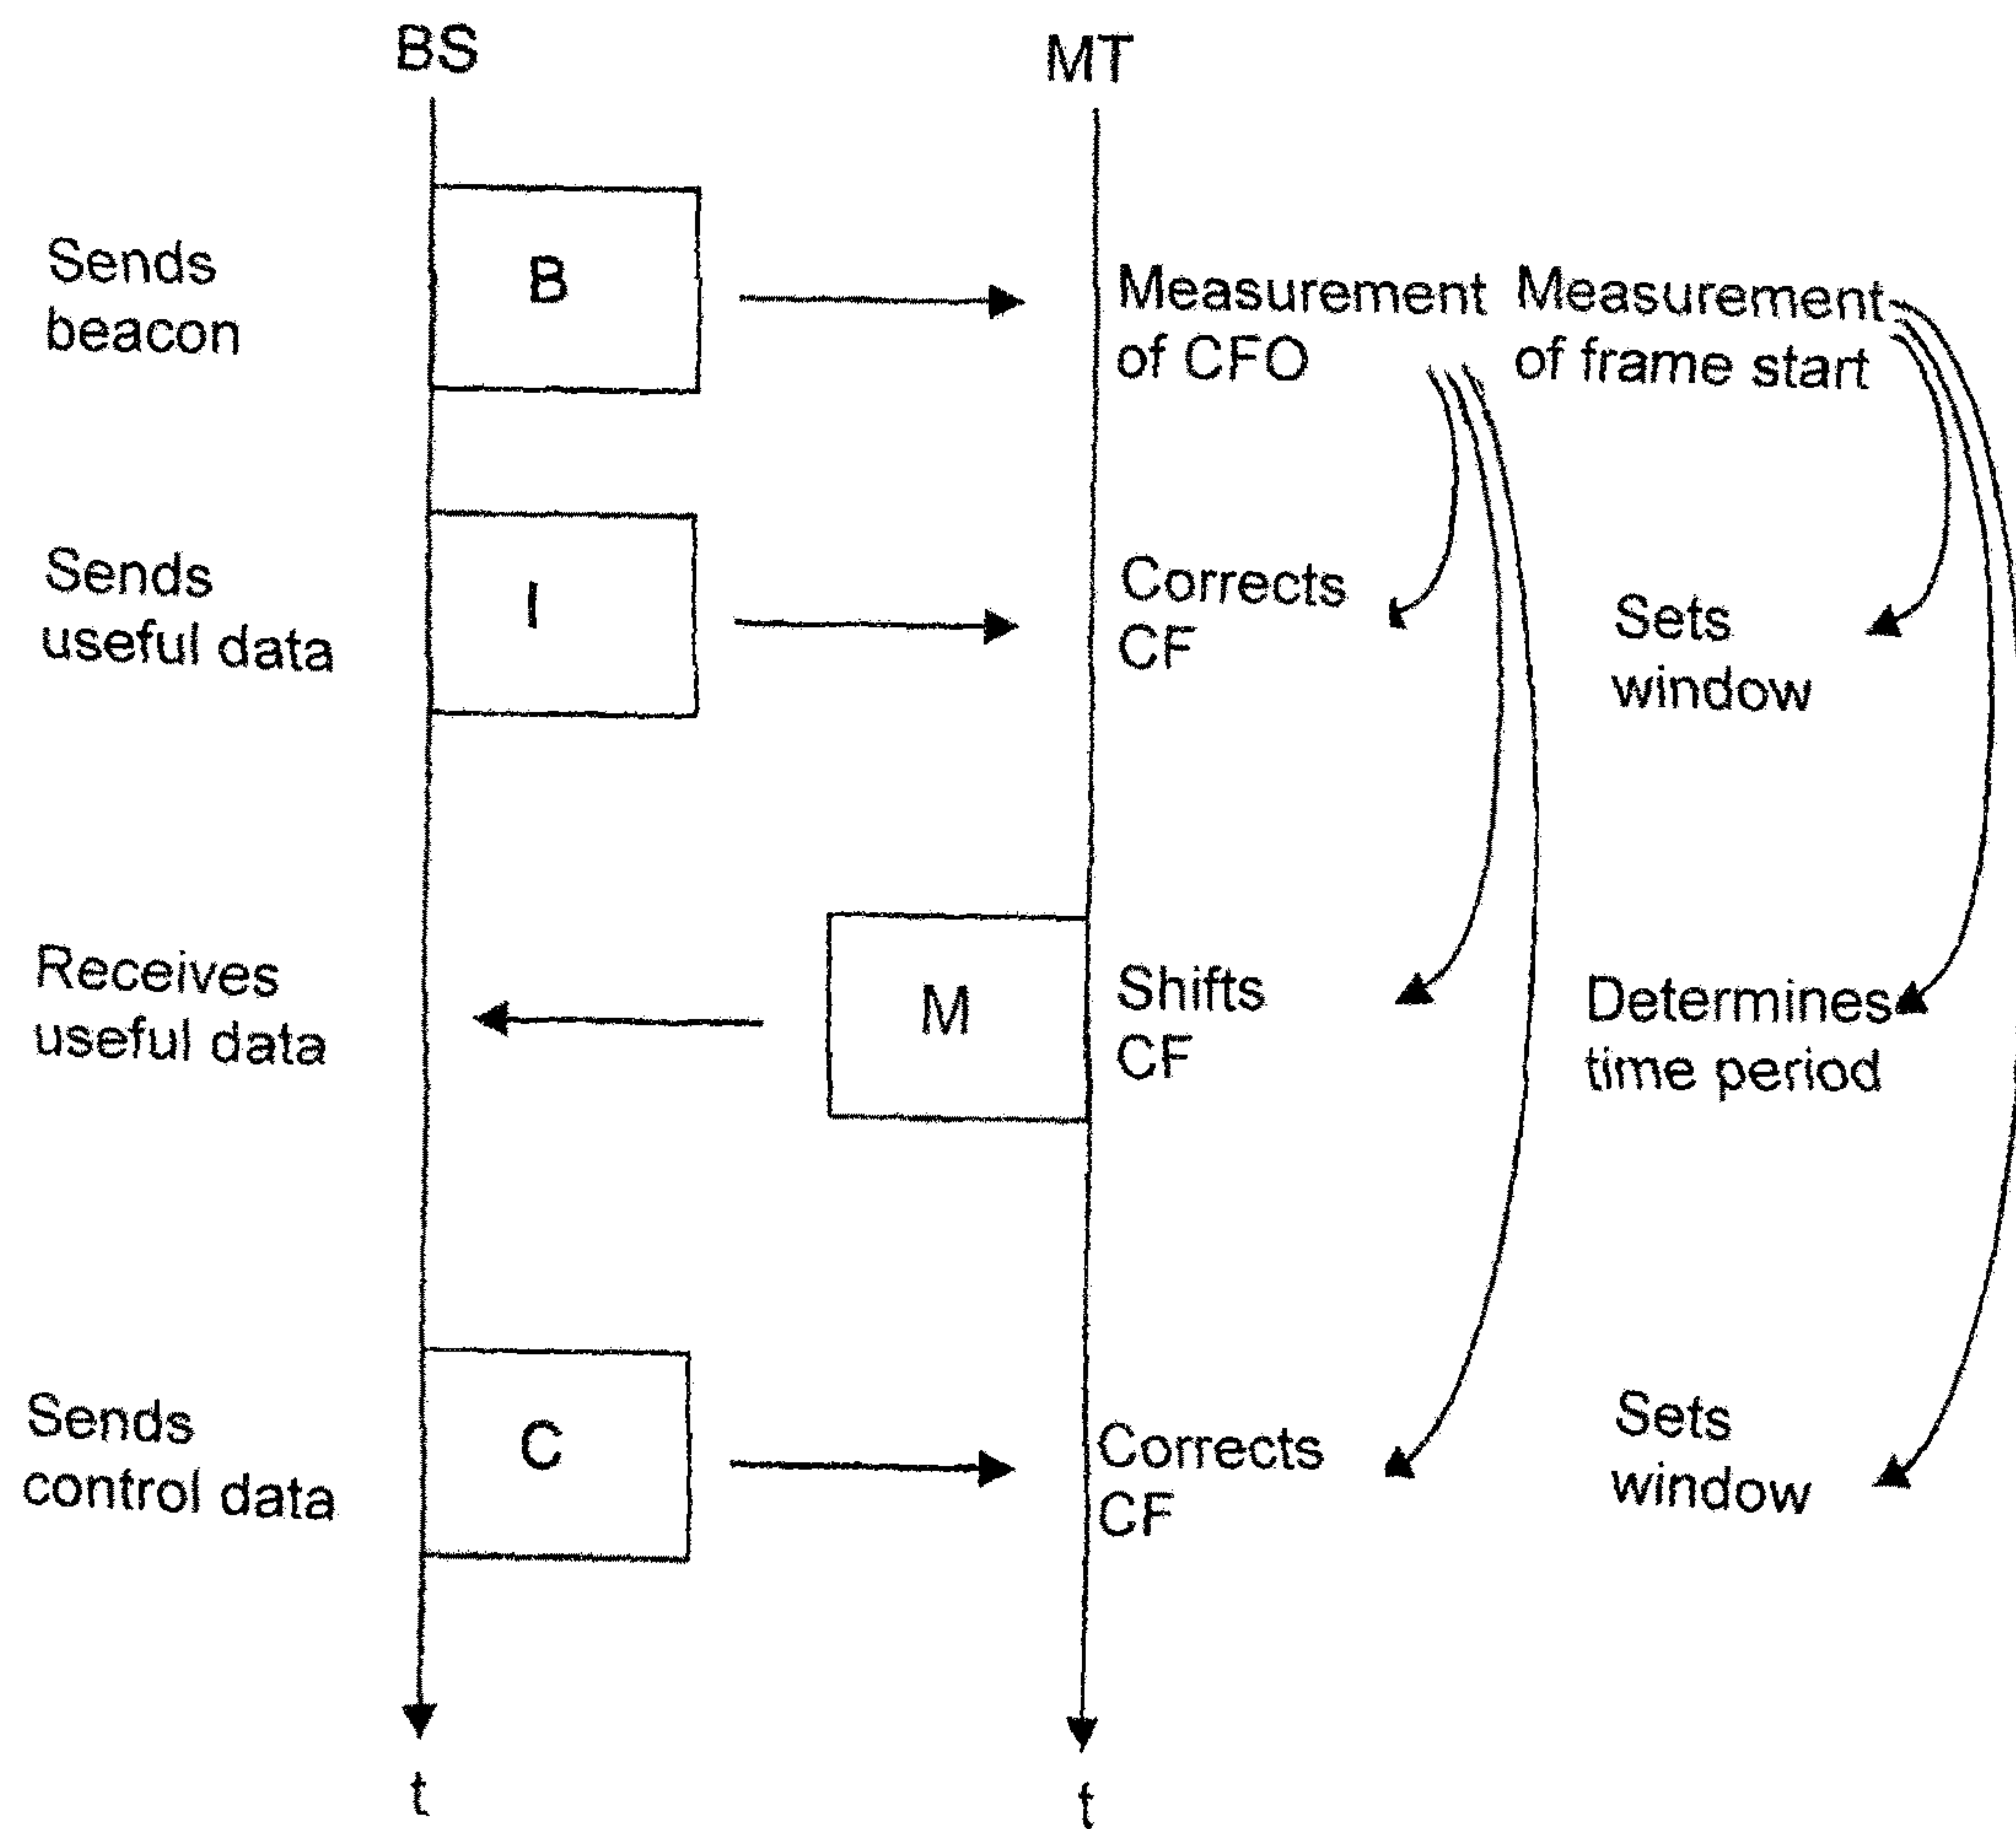 BS
MT
Sends
beacon
B
Measurement
of CFO
Measurement
of frame start
Sends
useful data
I
Corrects
CF
Sets
window
Receives
useful data
M
Shifts
CF
Determines
time period
Sends
control data
C
Corrects
CF
Sets
window
t
t